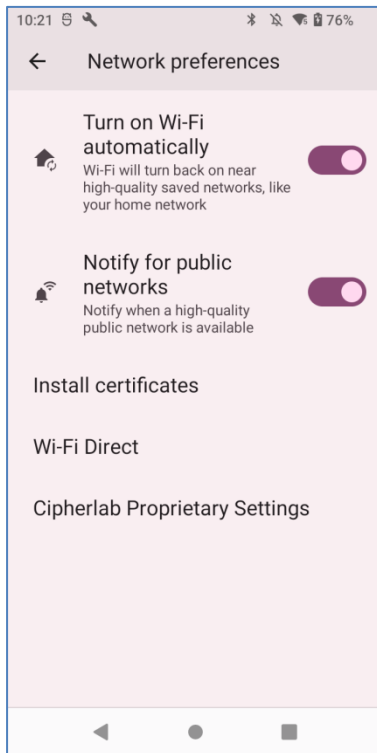 10:21 76%
Network preferences
Turn on Wi-Fi
automatically
Wi-Fi will turn back on near
high-quality saved networks, like
your home network
Notify for public
networks
Notify when a high-quality
public network is available
Install certificates
Wi-Fi Direct
Cipherlab Proprietary Settings